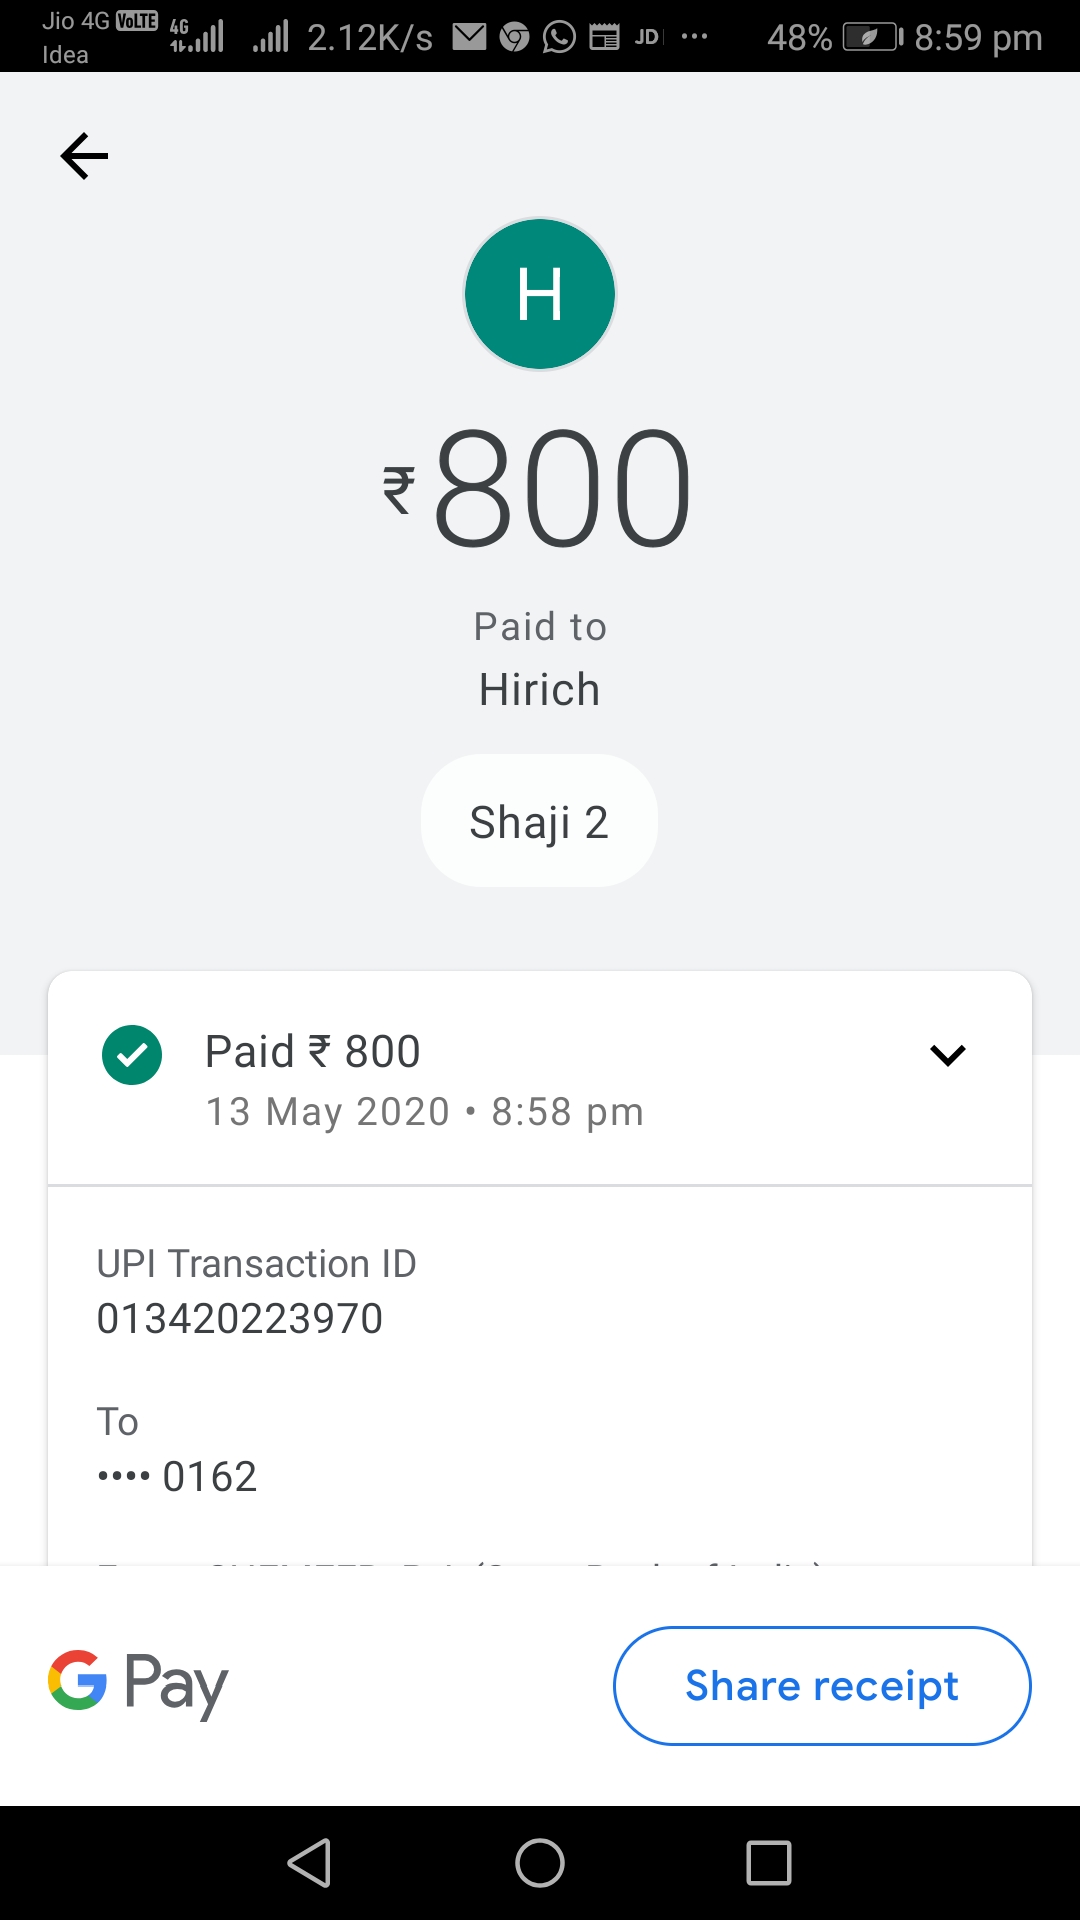 Jio 4G VoLTE
Idea
4G
2.12K/s
JD
48%
8:59 pm
H
₹800
Paid to
Hirich
Shaji 2
Paid ₹ 800
13 May 2020 • 8:58 pm
UPI Transaction ID
013420223970
To
•••• 0162
G Pay
Share receipt